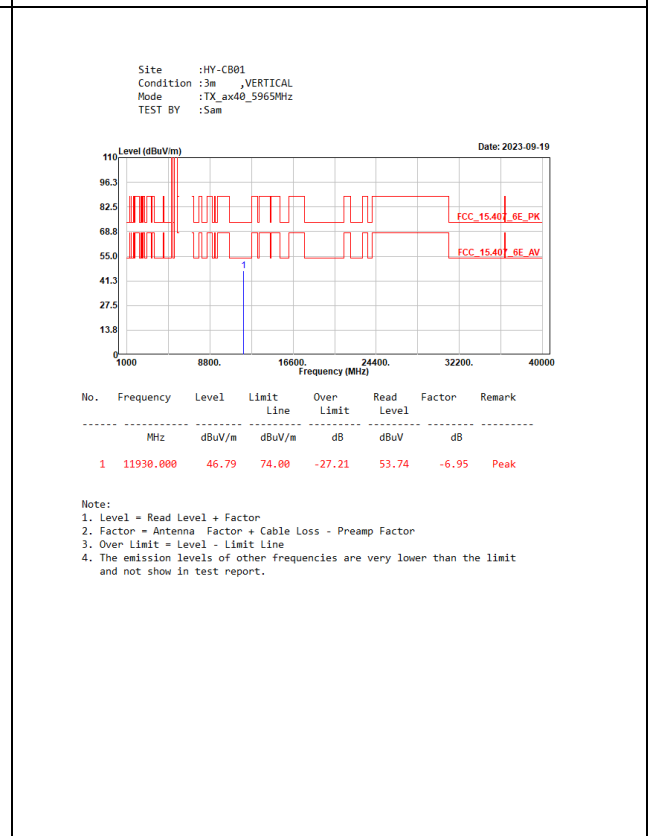 Site      :HY-CB01
Condition :3m    ,VERTICAL
Mode      :TX_ax40_5965MHz
TEST BY   :Sam
Level (dBuV/m)    Date: 2023-09-19
110
96.3
82.5
FCC_15.407_6E_PK
68.8
FCC_15.407_6E_AV
55.0
1
41.3
27.5
13.8
0
1000    8800.    16600.    24400.    32200.    40000
Frequency (MHz)
No.   Frequency    Level    Limit    Over    Read    Factor    Remark
Line    Limit    Level
------ ----------- --------- --------- --------- --------- -------- ---------
MHz    dBuV/m    dBuV/m    dB    dBuV    dB
1   11930.000    46.79    74.00    -27.21    53.74    -6.95    Peak
Note:
1. Level = Read Level + Factor
2. Factor = Antenna  Factor + Cable Loss - Preamp Factor
3. Over Limit = Level - Limit Line
4. The emission levels of other frequencies are very lower than the limit
and not show in test report.